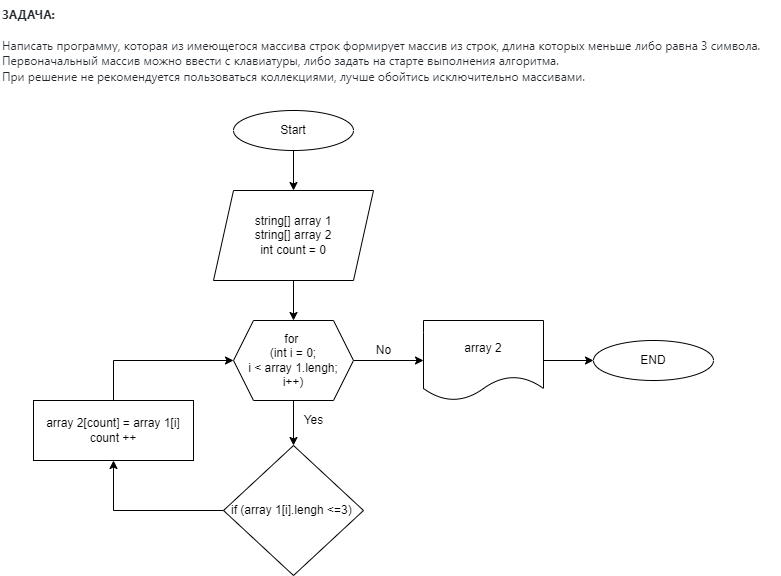 ЗАДАЧА:
Написать программу, которая из имеющегося массива строк формирует массив из строк, длина которых меньше либо равна 3 символа.
Первоначальный массив можно ввести с клавиатуры, либо задать на старте выполнения алгоритма.
При решение не рекомендуется пользоваться коллекциями, лучше обойтись исключительно массивами.
Start
string[] array 1
string[] array 2
int count = 0
for
(int i = 0;
i < array 1.lengh;
i++)
No
array 2
END
Yes
array 2[count] = array 1[i]
count ++
if (array 1[i].lengh <=3)